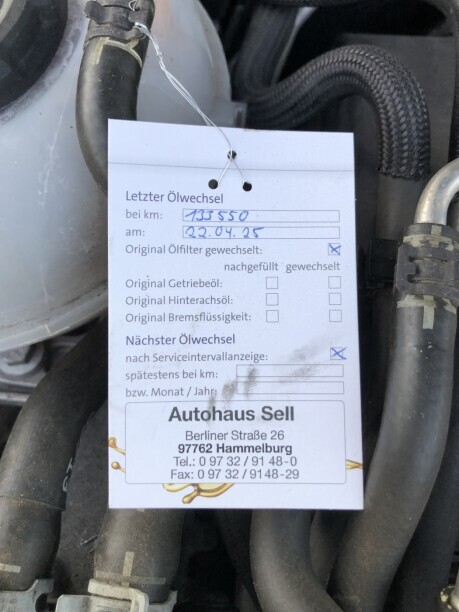 Letzter Ölwechsel
bei km: 133550
am: 22.04.25
Original Ölfilter gewechselt: ☒
nachgefüllt gewechselt
Original Getriebeöl: ☐ ☐
Original Hinterachsöl: ☐ ☐
Original Bremsflüssigkeit: ☐ ☐
Nächster Ölwechsel
nach Serviceintervallanzeige: ☒
spätestens bei km:
bzw. Monat / Jahr:
Autohaus Sell
Berliner Straße 26
97762 Hammelburg
Tel.: 0 97 32 / 91 48-0
Fax: 0 97 32 / 91 48-29